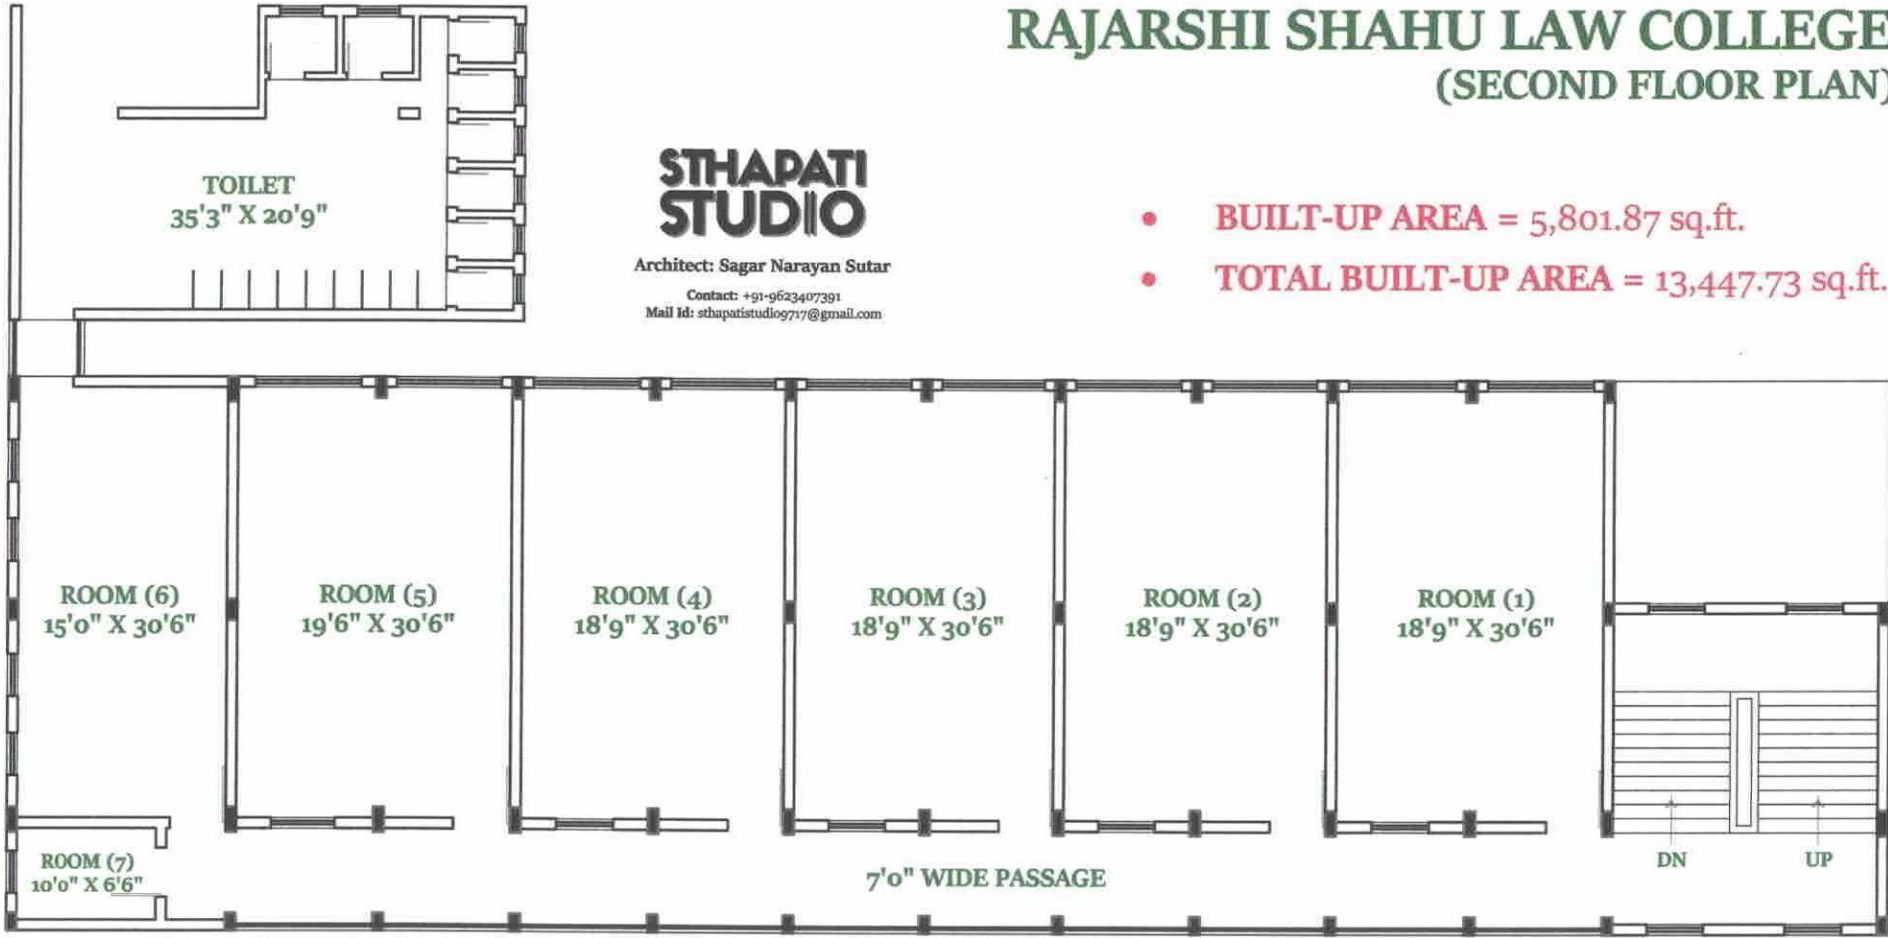 RAJARSHI SHAHU LAW COLLEGE
(SECOND FLOOR PLAN)
TOILET
35'3" X 20'9"
STHAPATI
STUDIO
Architect: Sagar Narayan Sutar
Contact: +91-9623407391
Mail Id: sthapatistudio9717@gmail.com
• BUILT-UP AREA = 5,801.87 sq.ft.
• TOTAL BUILT-UP AREA = 13,447.73 sq.ft.
ROOM (6)
15'0" X 30'6"
ROOM (5)
19'6" X 30'6"
ROOM (4)
18'9" X 30'6"
ROOM (3)
18'9" X 30'6"
ROOM (2)
18'9" X 30'6"
ROOM (1)
18'9" X 30'6"
ROOM (7)
10'0" X 6'6"
7'0" WIDE PASSAGE
DN
UP